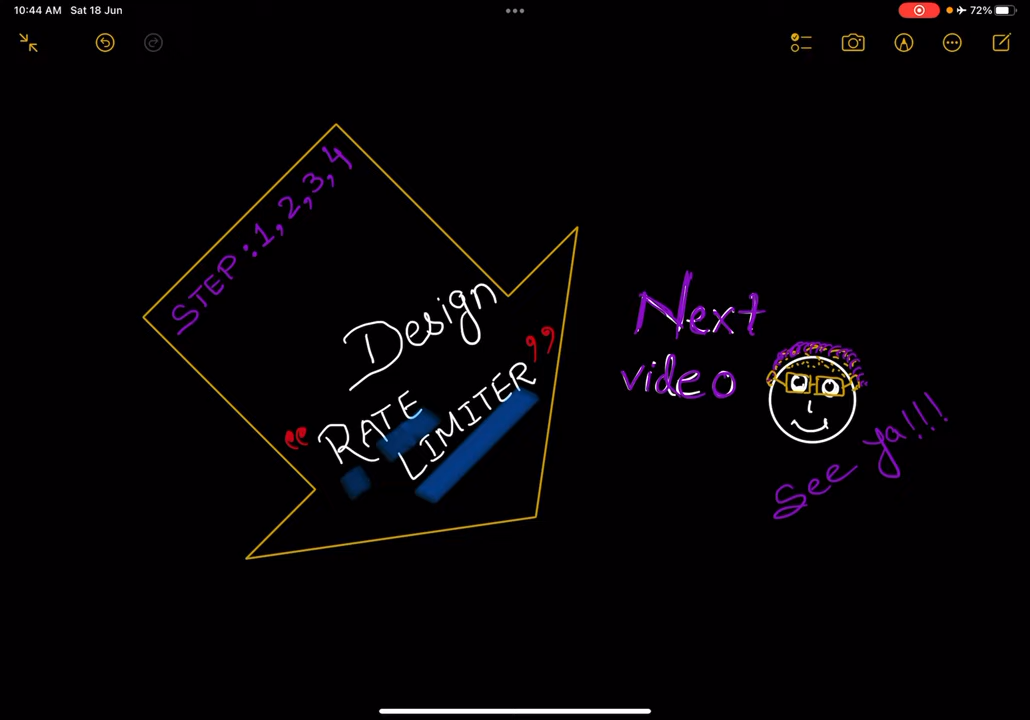 10:44 AM Sat 18 Jun
72%
STEP : 1, 2, 3, 4
Design
“RATE
LIMITER”
Next
video
See ya!!!